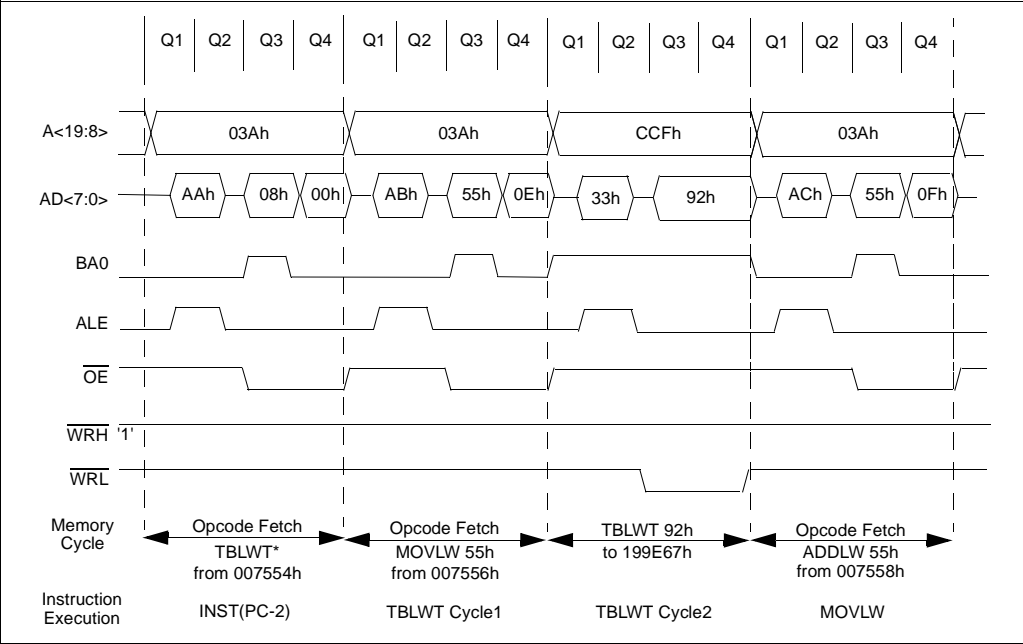 Q1 Q2 Q3 Q4 Q1 Q2 Q3 Q4 Q1 Q2 Q3 Q4 Q1 Q2 Q3 Q4
A<19:8> 03Ah 03Ah CCFh 03Ah
AD<7:0> AAh 08h 00h ABh 55h 0Eh 33h 92h ACh 55h 0Fh
BA0
ALE
OE
WRH '1'
WRL
Memory
Cycle
Opcode Fetch
TBLWT*
from 007554h
Opcode Fetch
MOVLW 55h
from 007556h
TBLWT 92h
to 199E67h
Opcode Fetch
ADDLW 55h
from 007558h
Instruction
Execution
INST(PC-2) TBLWT Cycle1 TBLWT Cycle2 MOVLW